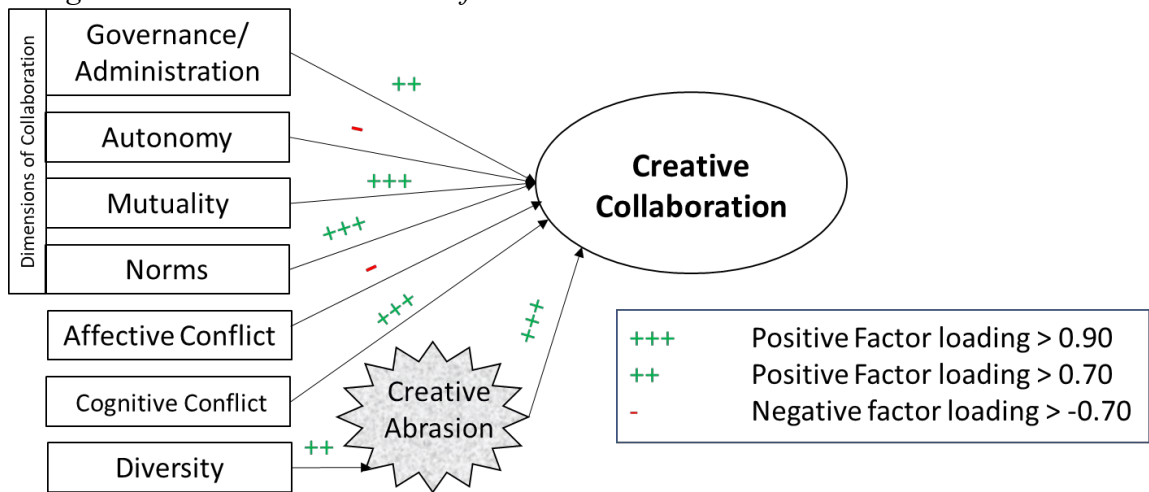 Dimensions of Collaboration
Governance/
Administration
++
Autonomy
-
Mutuality
+++
Norms
+++
Affective Conflict
-
Cognitive Conflict
+++
Diversity
++
Creative
Abrasion
+++
Creative
Collaboration
+++ Positive Factor loading > 0.90
++ Positive Factor loading > 0.70
- Negative factor loading > -0.70